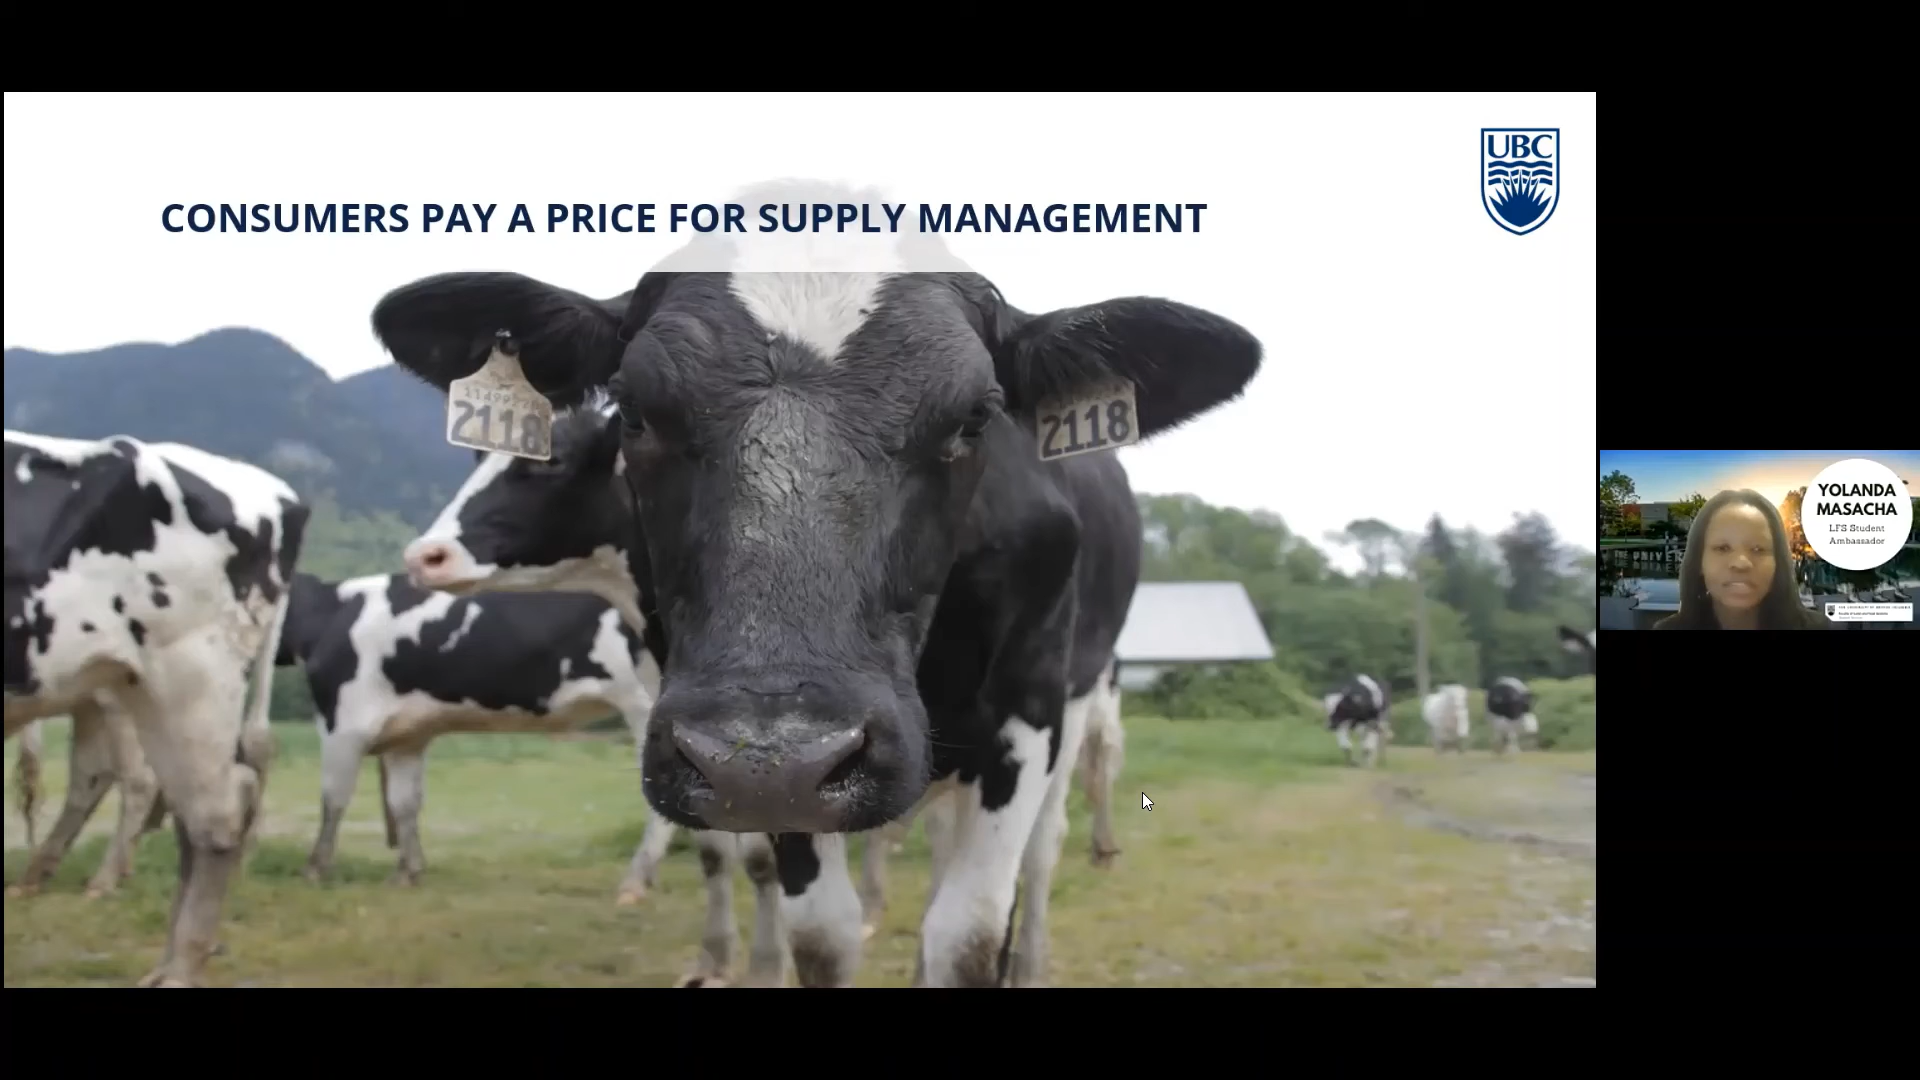 CONSUMERS PAY A PRICE FOR SUPPLY MANAGEMENT
UBC
2118
2118
YOLANDA
MASACHA
LFS Student
Ambassador